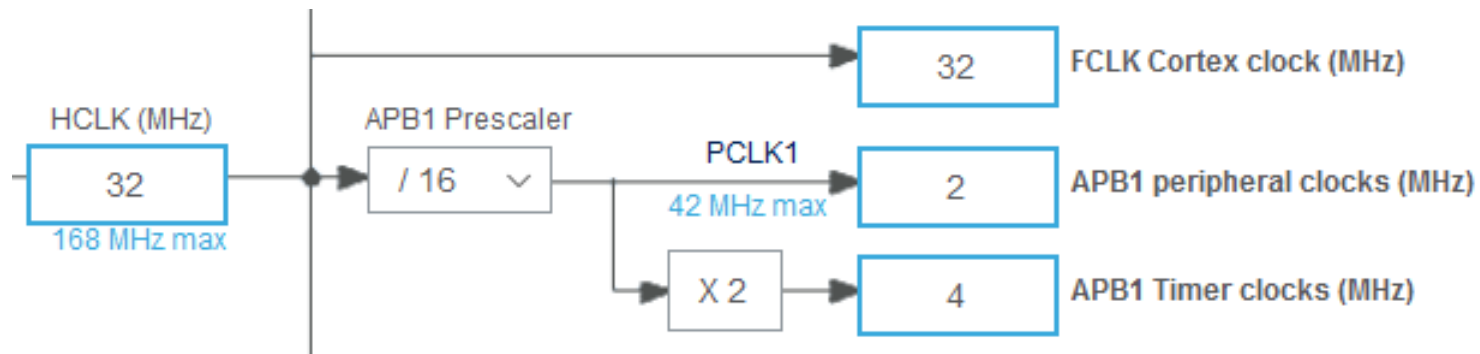 32 FCLK Cortex clock (MHz)
HCLK (MHz) APB1 Prescaler
PCLK1
32 / 16 2 APB1 peripheral clocks (MHz)
42 MHz max
168 MHz max
X 2 4 APB1 Timer clocks (MHz)